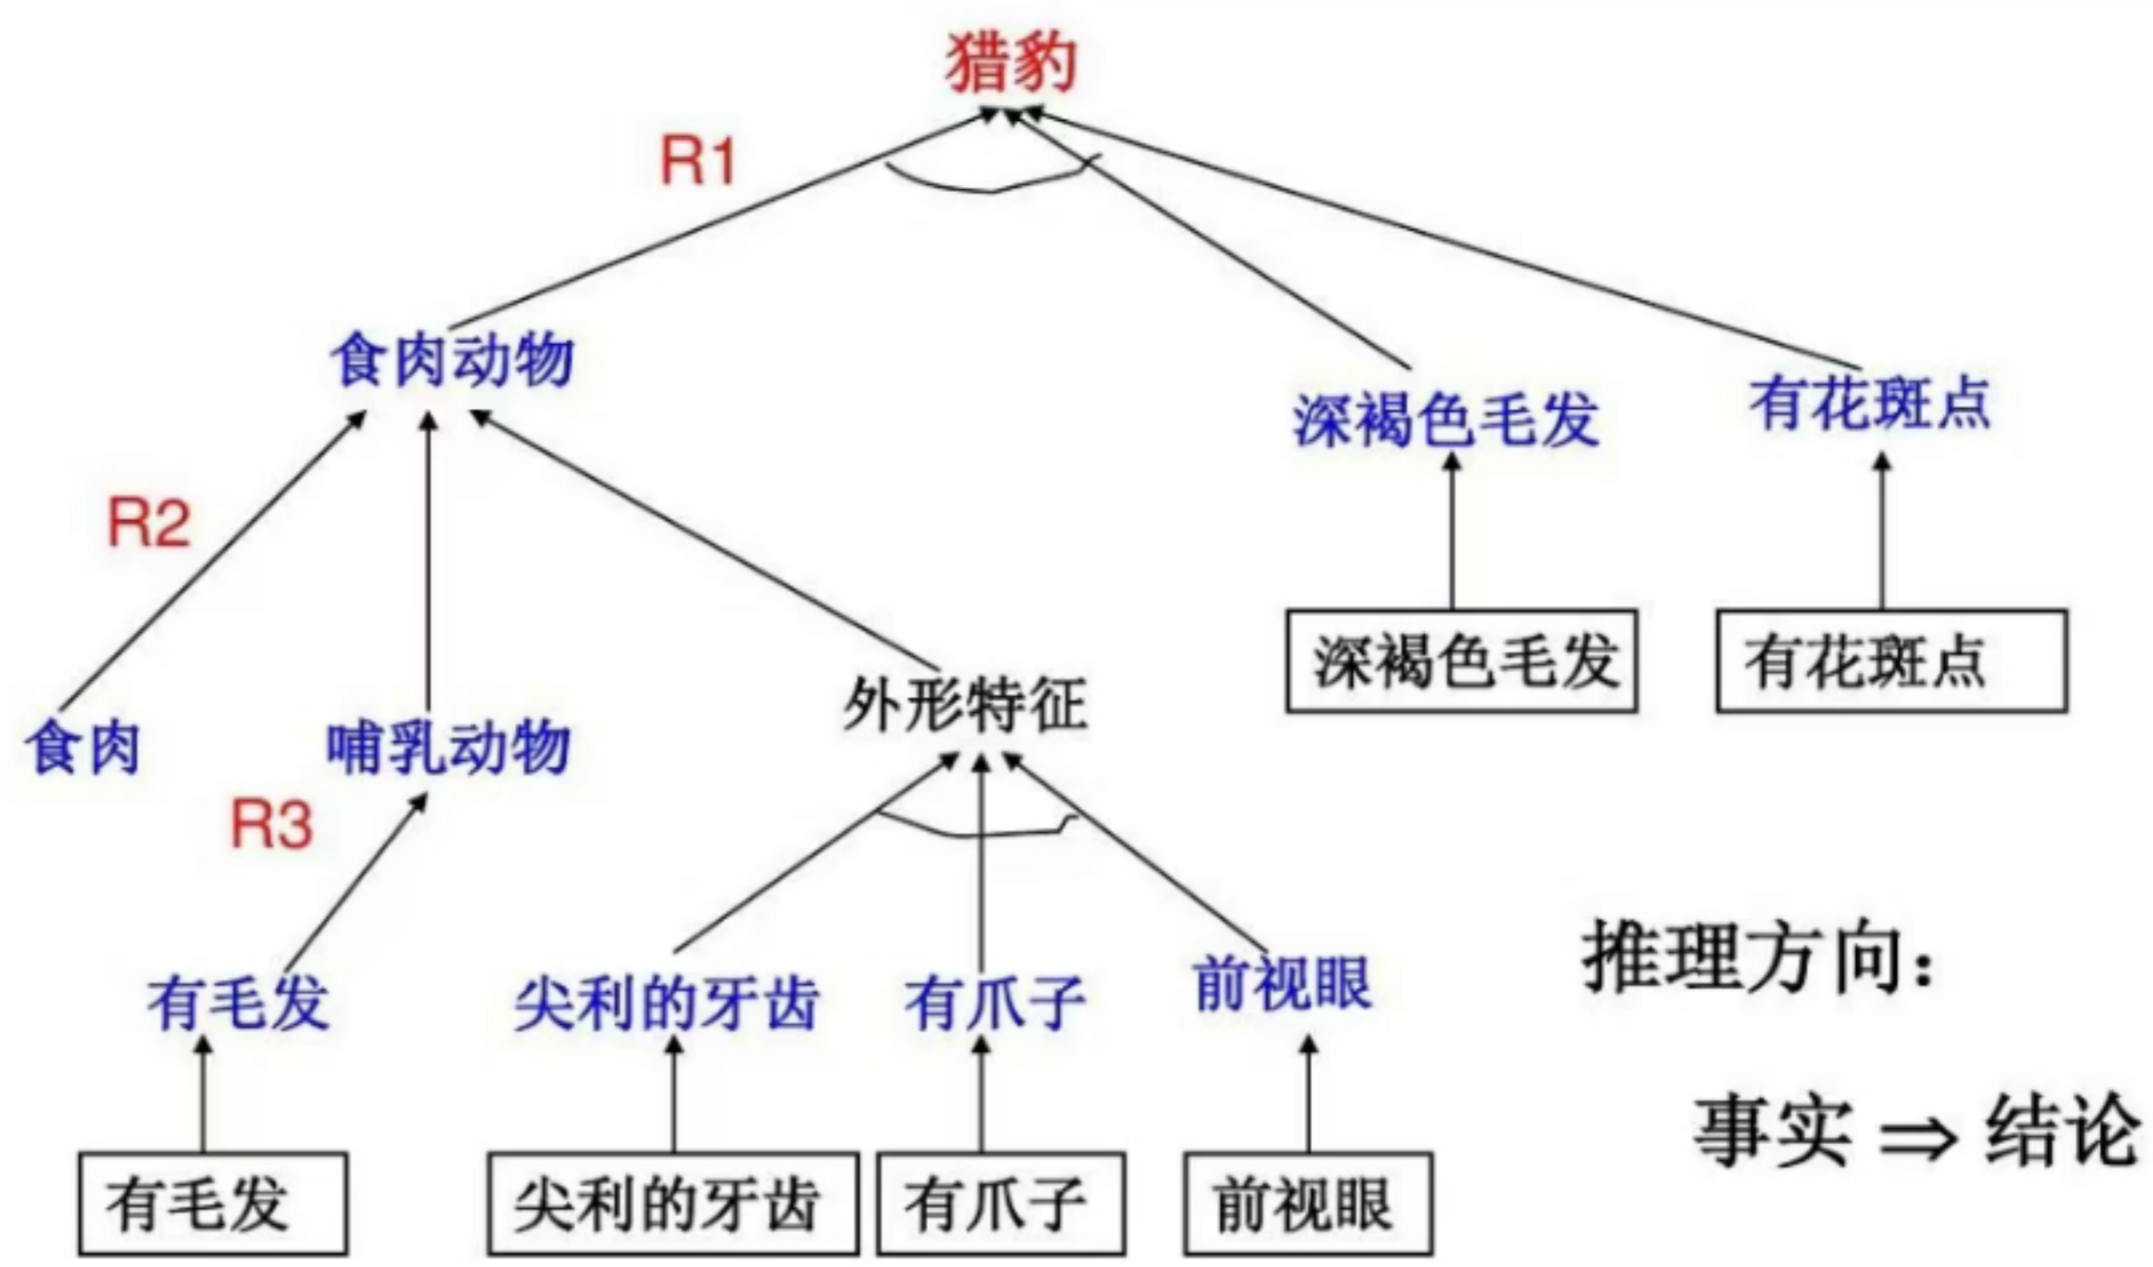 猎豹
R1
食肉动物
深褐色毛发
有花斑点
R2
深褐色毛发
有花斑点
外形特征
食肉
哺乳动物
R3
有毛发
尖利的牙齿
有爪子
前视眼
推理方向：
事实 ⇒ 结论
有毛发
尖利的牙齿
有爪子
前视眼